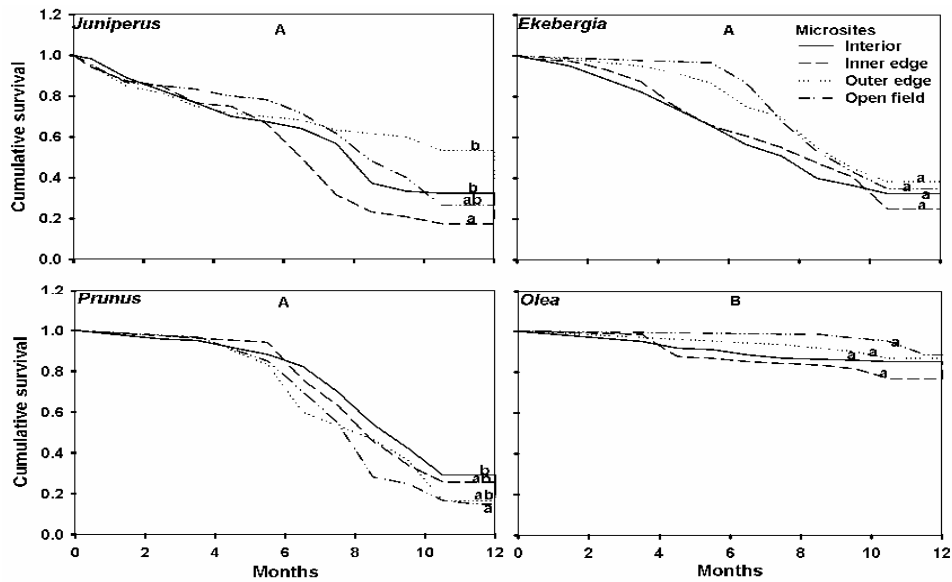 Juniperus
A
1.2
1.0
0.8
0.6
0.4
0.2
0.0
Cumulative survival
b
b
ab
a
Ekebergia
A
Microsites
Interior
Inner edge
Outer edge
Open field
a
a
a
a
Prunus
A
1.2
1.0
0.8
0.6
0.4
0.2
0.0
Cumulative survival
b
ab
ab
a
0 2 4 6 8 10 12
Months
Olea
B
a
a
a
a
0 2 4 6 8 10 12
Months